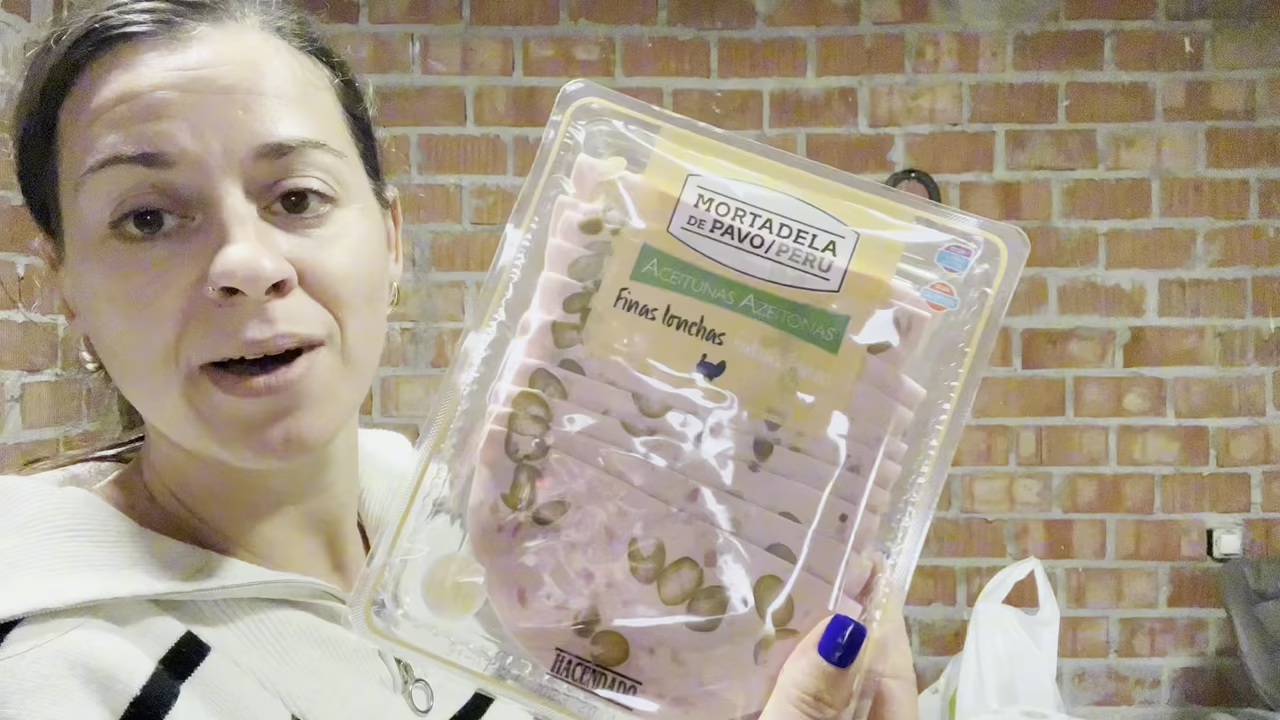 MORTADELA
DE PAVO/PERU
ACEITUNAS AZEITONAS
Finas lonchas
HACENDADO